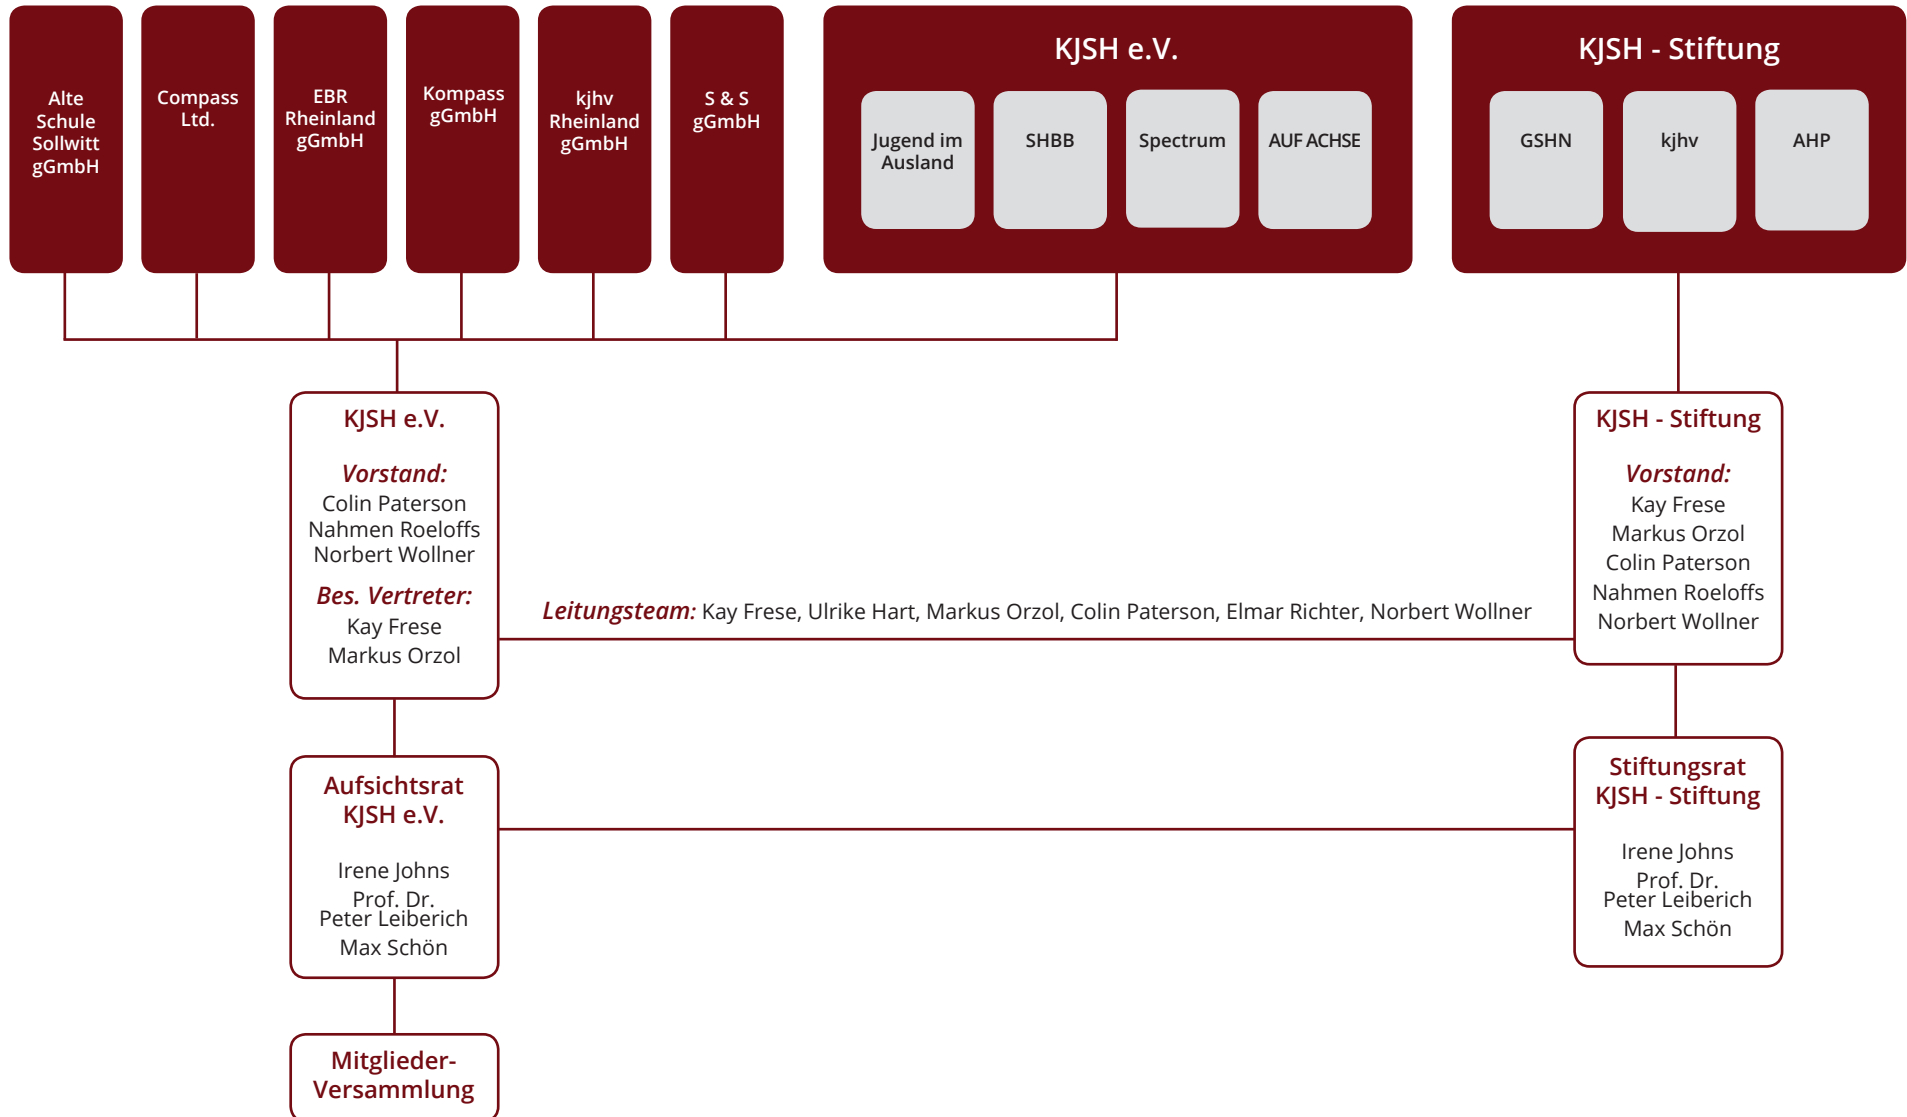 Alte
Schule
Sollwitt
gGmbH
Compass
Ltd.
EBR
Rheinland
gGmbH
Kompass
gGmbH
kjhv
Rheinland
gGmbH
S & S
gGmbH
KJSH e.V.
Jugend im
Ausland
SHBB
Spectrum
AUF ACHSE
KJSH - Stiftung
GSHN
kjhv
AHP
KJSH e.V.
Vorstand:
Colin Paterson
Nahmen Roeloffs
Norbert Wollner
Bes. Vertreter:
Kay Frese
Markus Orzol
Leitungsteam: Kay Frese, Ulrike Hart, Markus Orzol, Colin Paterson, Elmar Richter, Norbert Wollner
KJSH - Stiftung
Vorstand:
Kay Frese
Markus Orzol
Colin Paterson
Nahmen Roeloffs
Norbert Wollner
Aufsichtsrat
KJSH e.V.
Irene Johns
Prof. Dr.
Peter Leiberich
Max Schön
Stiftungsrat
KJSH - Stiftung
Irene Johns
Prof. Dr.
Peter Leiberich
Max Schön
Mitglieder-
Versammlung